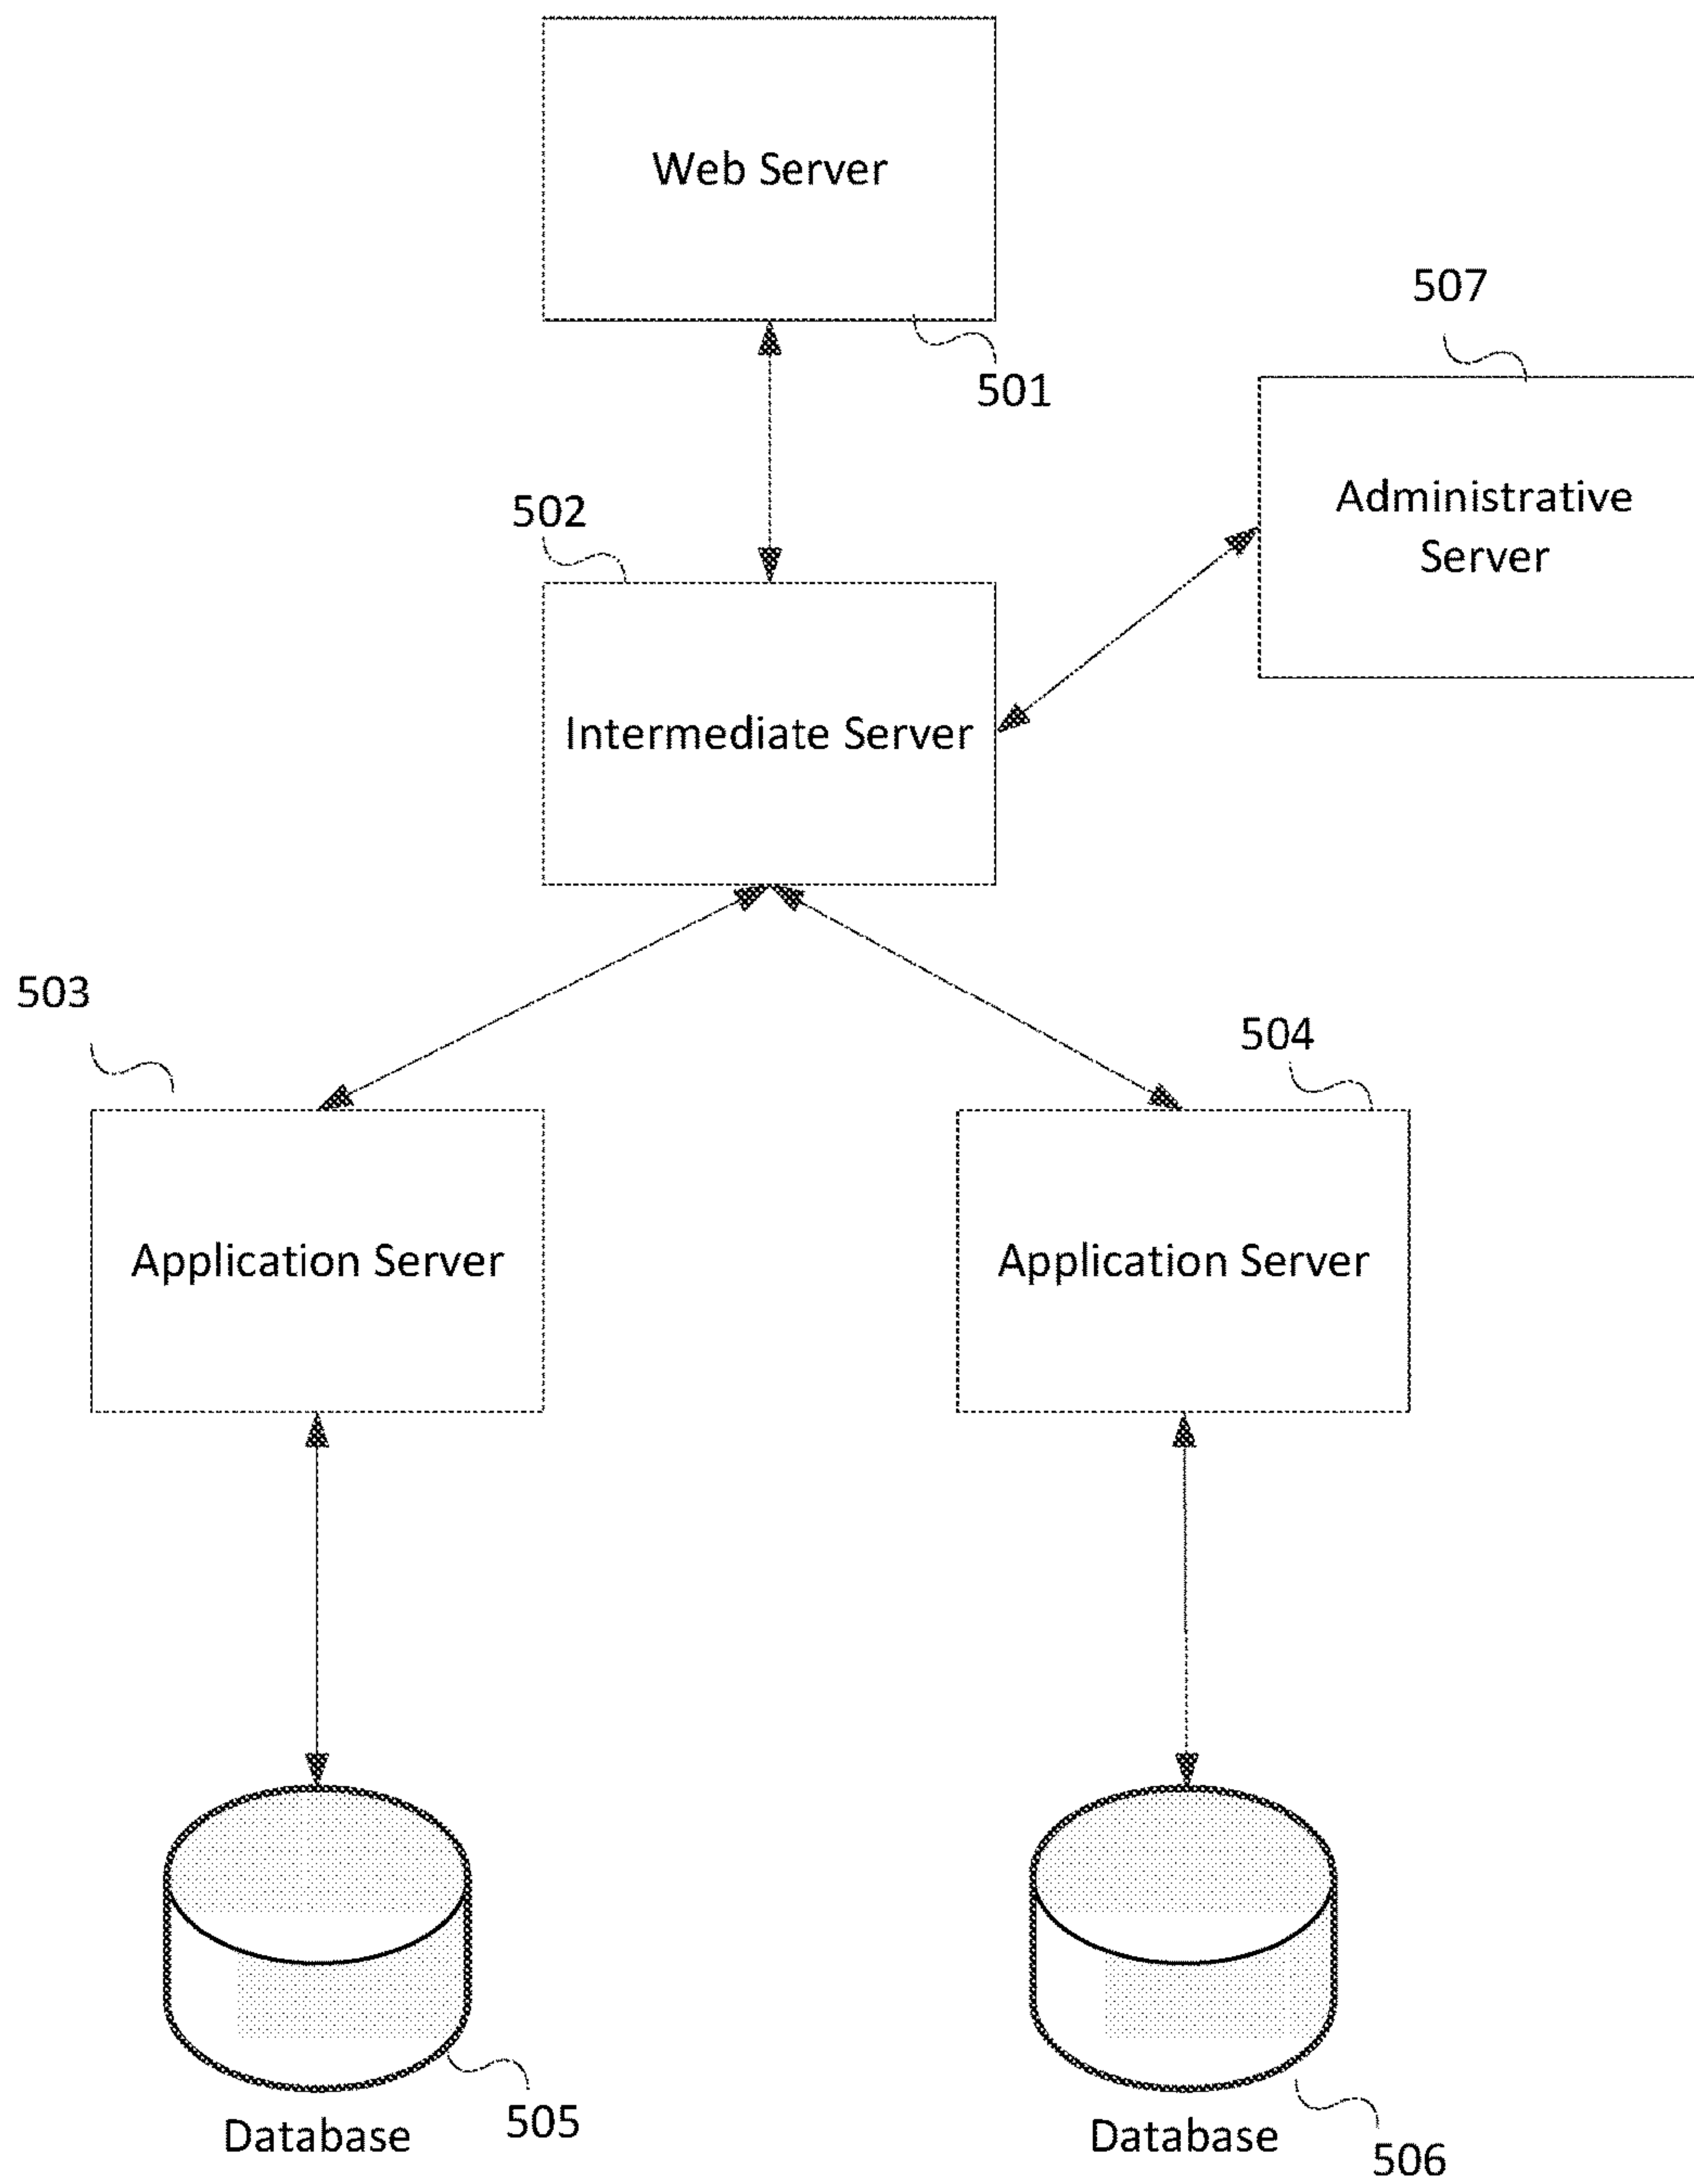 Web Server
501
507
Administrative
Server
502
Intermediate Server
503
504
Application Server
Application Server
505
Database
Database
506